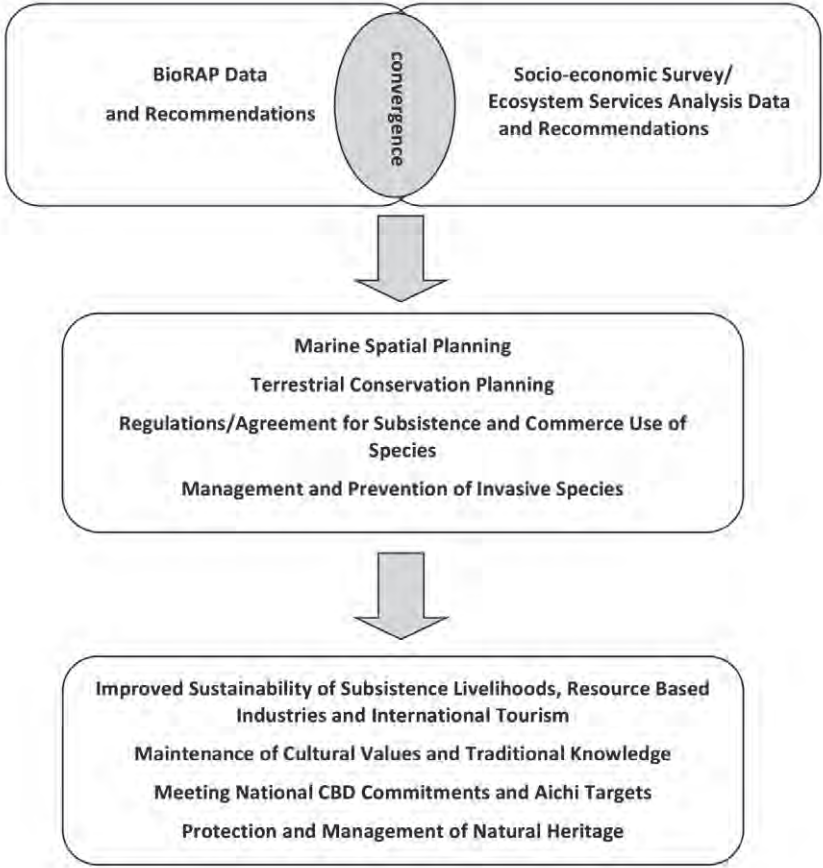 BioRAP Data
and Recommendations
convergence
Socio-economic Survey/
Ecosystem Services Analysis Data
and Recommendations
Marine Spatial Planning
Terrestrial Conservation Planning
Regulations/Agreement for Subsistence and Commerce Use of
Species
Management and Prevention of Invasive Species
Improved Sustainability of Subsistence Livelihoods, Resource Based
Industries and International Tourism
Maintenance of Cultural Values and Traditional Knowledge
Meeting National CBD Commitments and Aichi Targets
Protection and Management of Natural Heritage